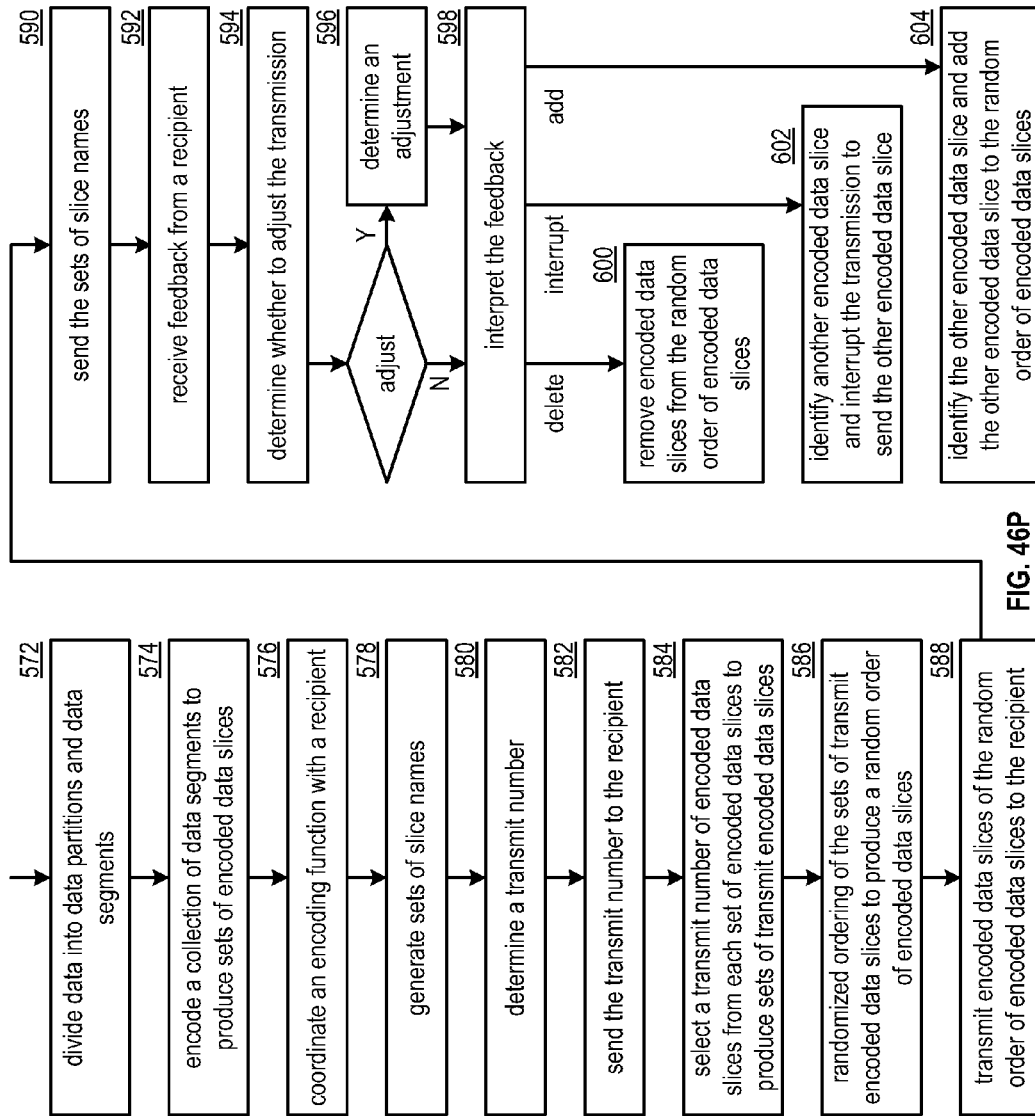 572
divide data into data partitions and data
segments
574
encode a collection of data segments to
produce sets of encoded data slices
576
coordinate an encoding function with a recipient
578
generate sets of slice names
580
determine a transmit number
582
send the transmit number to the recipient
584
select a transmit number of encoded data
slices from each set of encoded data slices to
produce sets of transmit encoded data slices
586
randomized ordering of the sets of transmit
encoded data slices to produce a random order
of encoded data slices
588
transmit encoded data slices of the random
order of encoded data slices to the recipient
590
send the sets of slice names
592
receive feedback from a recipient
594
determine whether to adjust the transmission
adjust
Y
N
596
determine an
adjustment
598
interpret the feedback
delete
interrupt
add
600
remove encoded data
slices from the random
order of encoded data
slices
602
identify another encoded data slice
and interrupt the transmission to
send the other encoded data slice
604
identify the other encoded data slice and add
the other encoded data slice to the random
order of encoded data slices
FIG. 46P